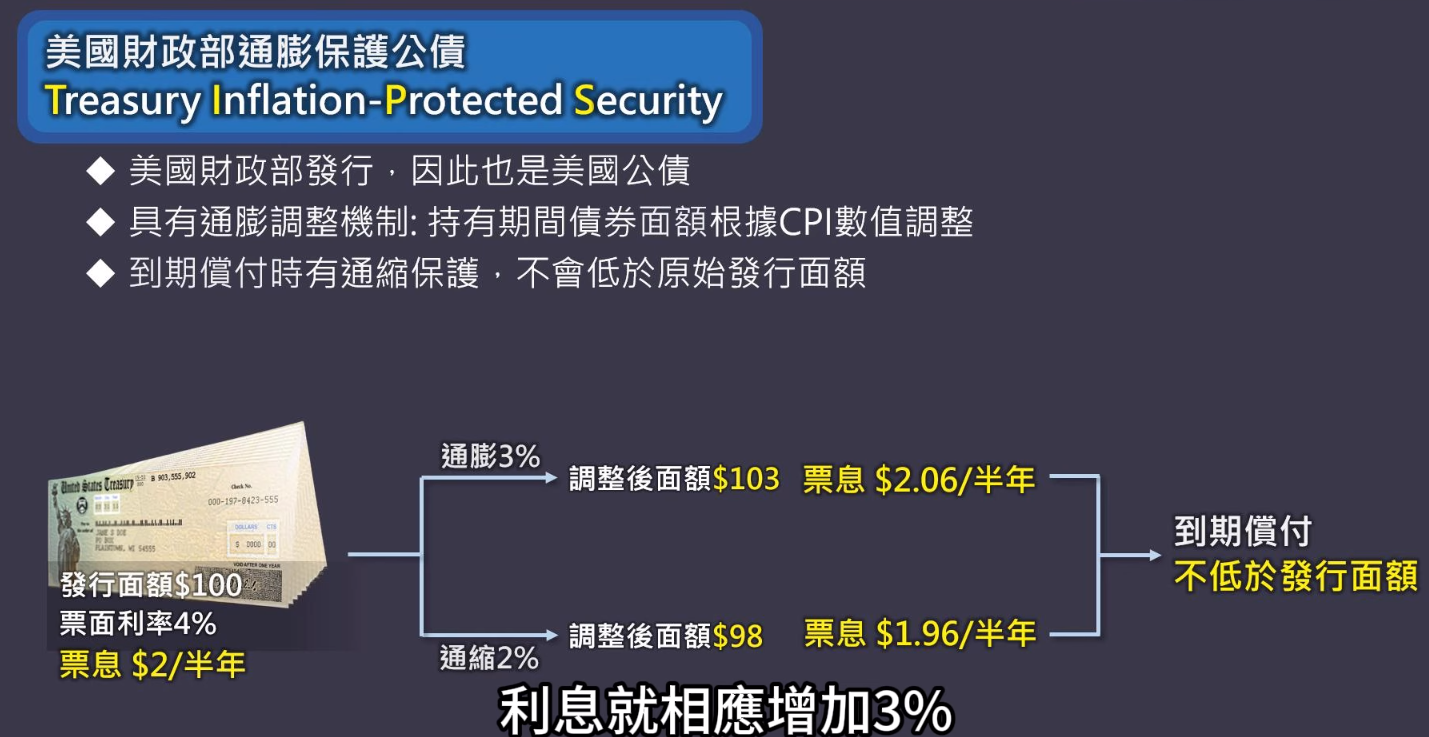 美國財政部通膨保護公債
Treasury Inflation-Protected Security
◆ 美國財政部發行，因此也是美國公債
◆ 具有通膨調整機制: 持有期間債券面額根據CPI數值調整
◆ 到期償付時有通縮保護，不會低於原始發行面額
United States Treasury
B 903,555,902
Check No.
000-197-8423-555
DOLLARS CTS
$ 0000 00
VOID AFTER ONE YEAR
發行面額$100
票面利率4%
票息 $2/半年
通膨3%
調整後面額$103 票息 $2.06/半年
通縮2%
調整後面額$98 票息 $1.96/半年
到期償付
不低於發行面額
利息就相應增加3%